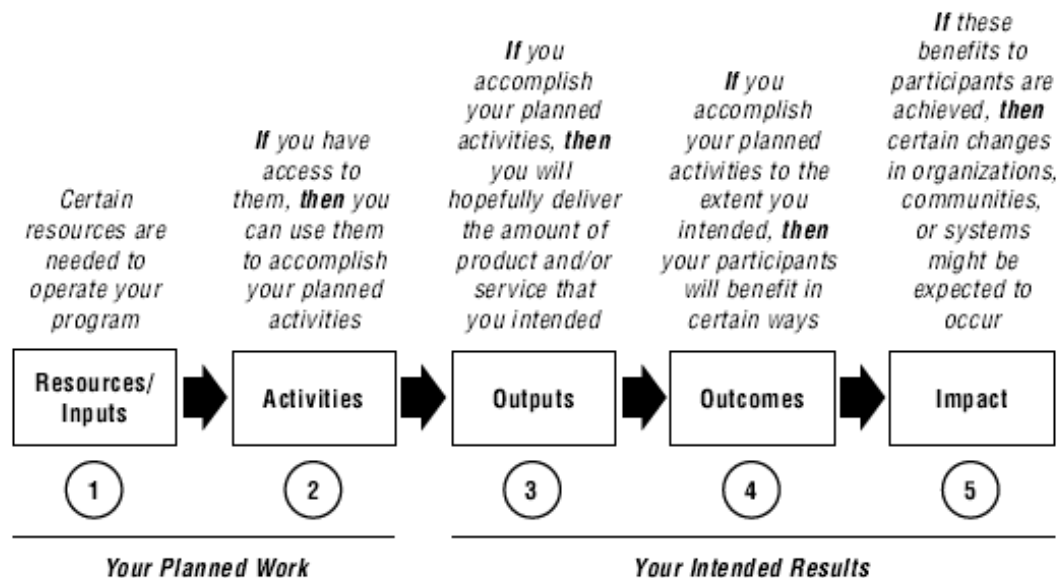 Certain
resources are
needed to
operate your
program
If you have
access to
them, then you
can use them
to accomplish
your planned
activities
If you
accomplish
your planned
activities, then
you will
hopefully deliver
the amount of
product and/or
service that
you intended
If you
accomplish
your planned
activities to the
extent you
intended, then
your participants
will benefit in
certain ways
If these
benefits to
participants are
achieved, then
certain changes
in organizations,
communities,
or systems
might be
expected to
occur
Resources/
Inputs
Activities
Outputs
Outcomes
Impact
1
2
3
4
5
Your Planned Work
Your Intended Results